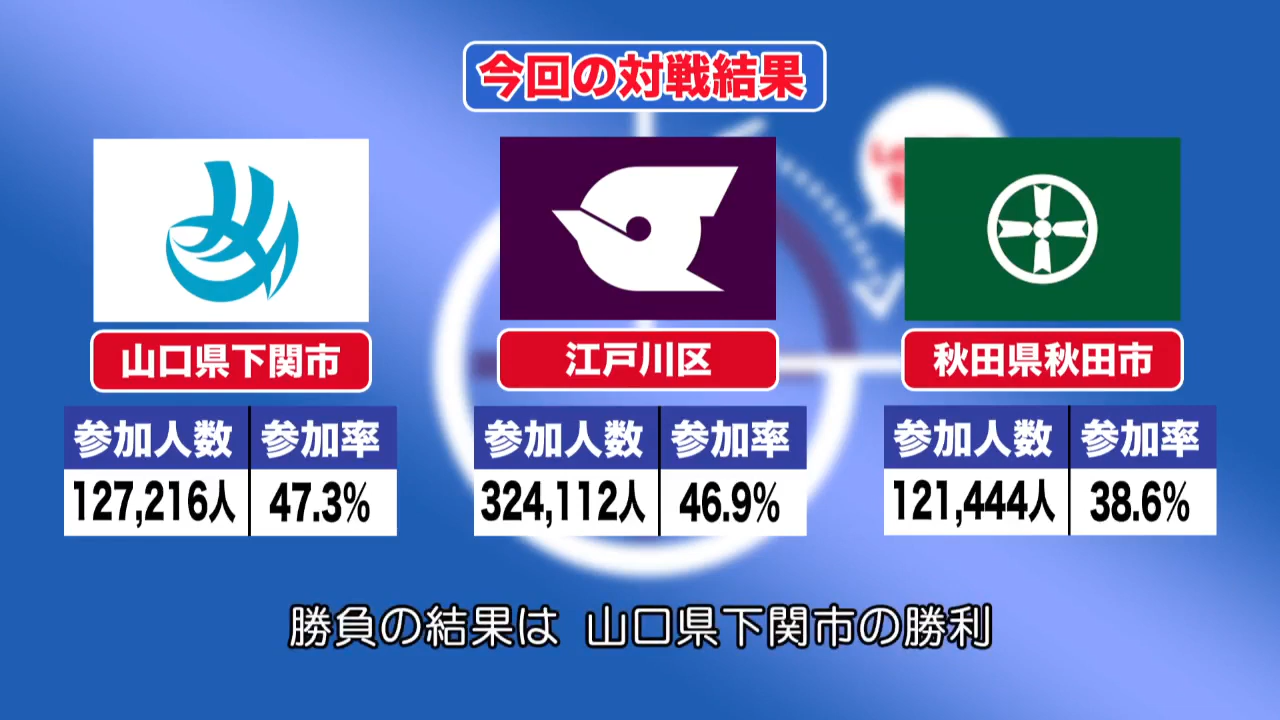 今回の対戦結果
山口県下関市
参加人数 参加率
127,216人 47.3%
江戸川区
参加人数 参加率
324,112人 46.9%
秋田県秋田市
参加人数 参加率
121,444人 38.6%
勝負の結果は 山口県下関市の勝利